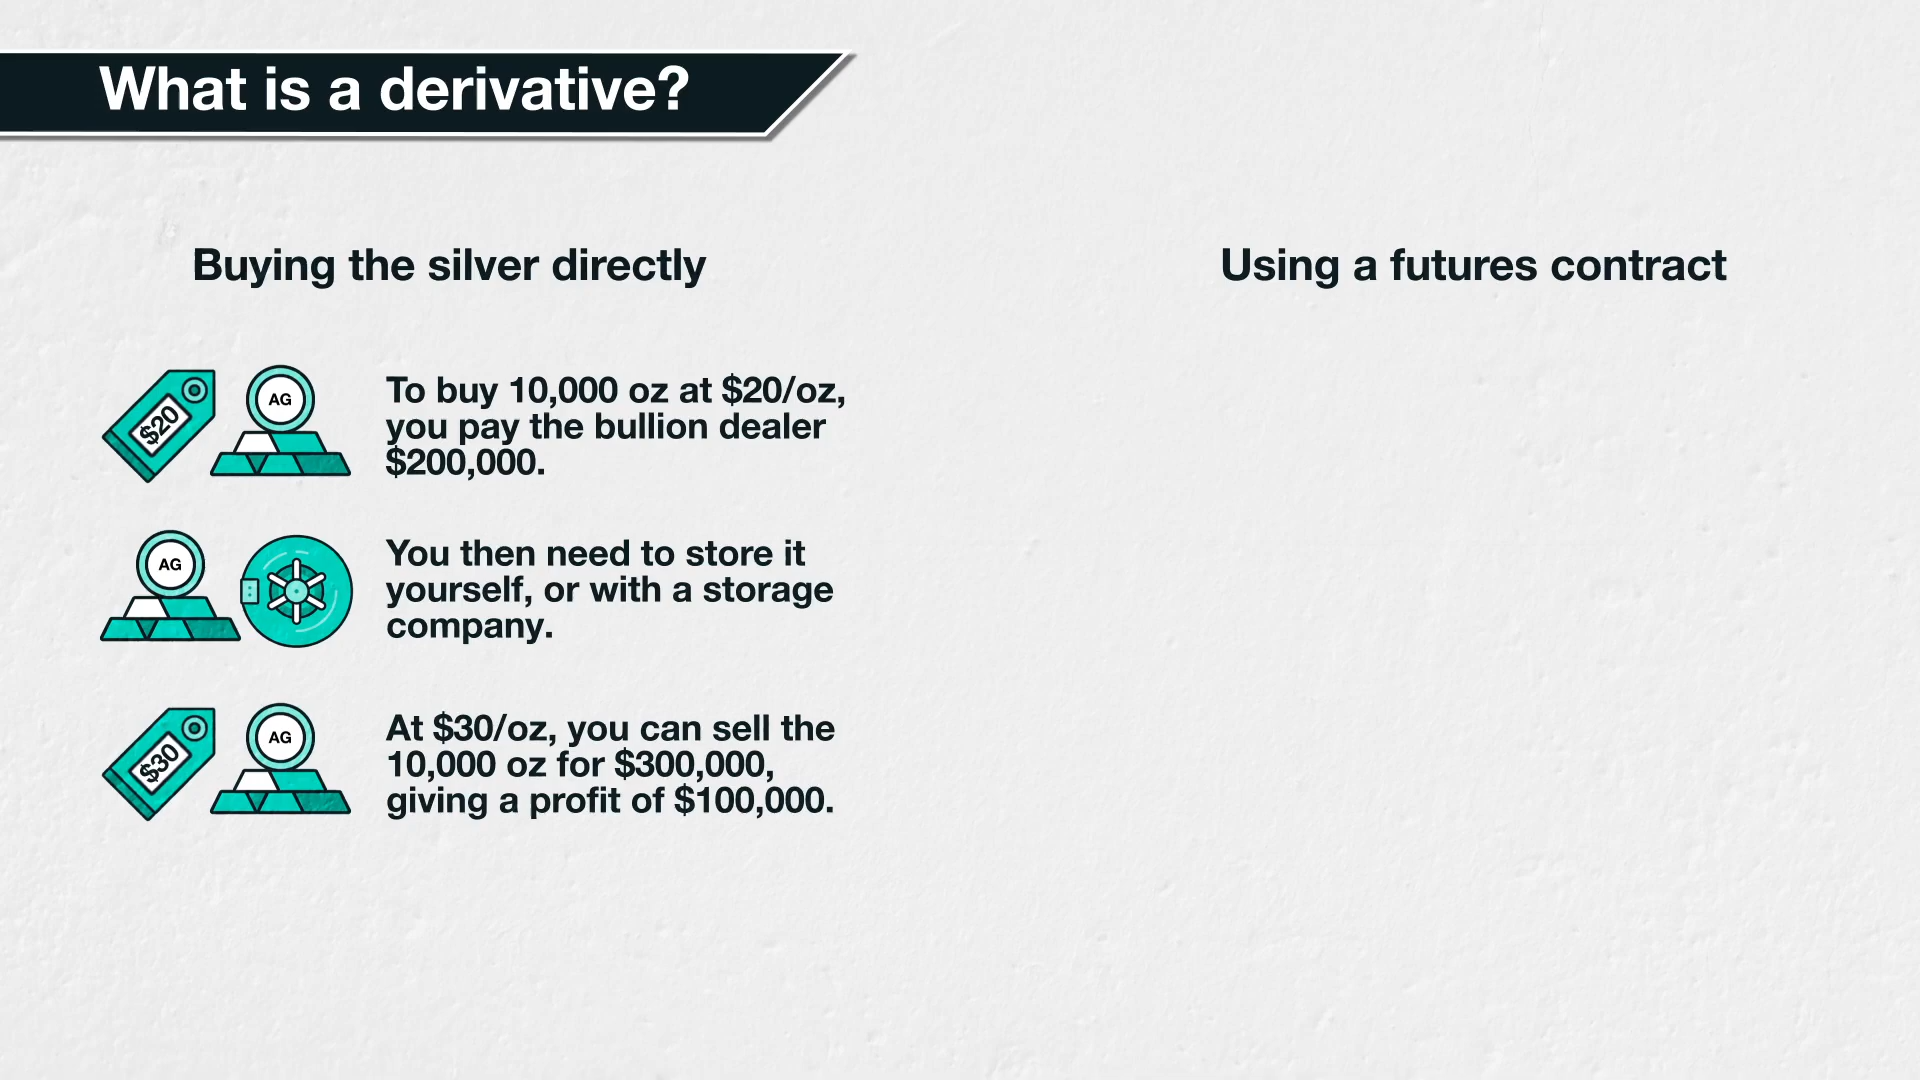 What is a derivative?
Buying the silver directly
Using a futures contract
$20
AG
To buy 10,000 oz at $20/oz,
you pay the bullion dealer
$200,000.
AG
You then need to store it
yourself, or with a storage
company.
$30
AG
At $30/oz, you can sell the
10,000 oz for $300,000,
giving a profit of $100,000.